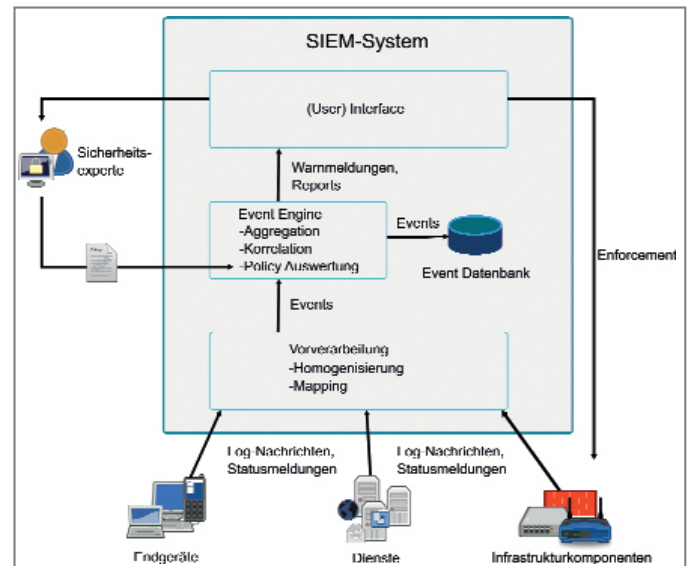 SIEM-System
(User) Interface
Sicherheits-
experte
Warnmeldungen,
Reports
Event Engine
-Aggregation
-Korrelation
-Policy Auswertung
Events
Event Datenbank
Enforcement
Policy
Events
Vorverarbeitung
-Homogenisierung
-Mapping
Log-Nachrichten,
Statusmeldungen
Log-Nachrichten,
Statusmeldungen
Endgeräte
Dienste
Infrastrukturkomponenten